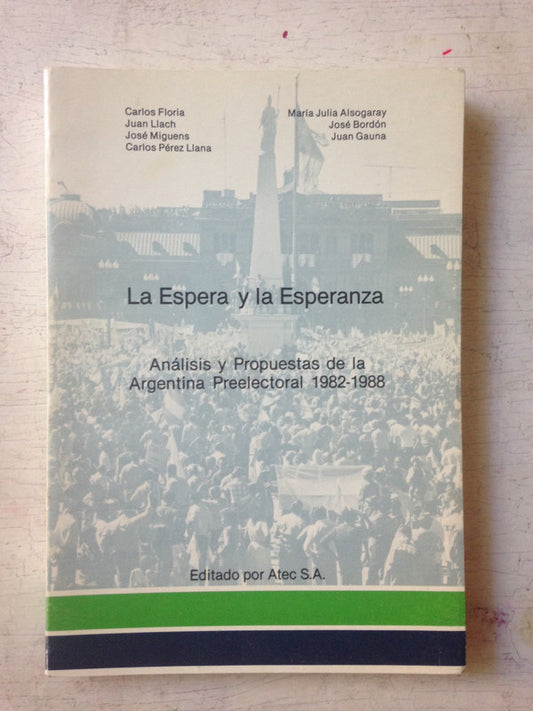 Carlos Floria
Juan Llach
José Miguens
Carlos Pérez Llana
María Julia Alsogaray
José Bordón
Juan Gauna
La Espera y la Esperanza
Análisis y Propuestas de la
Argentina Preelectoral 1982-1988
Editado por Atec S.A.